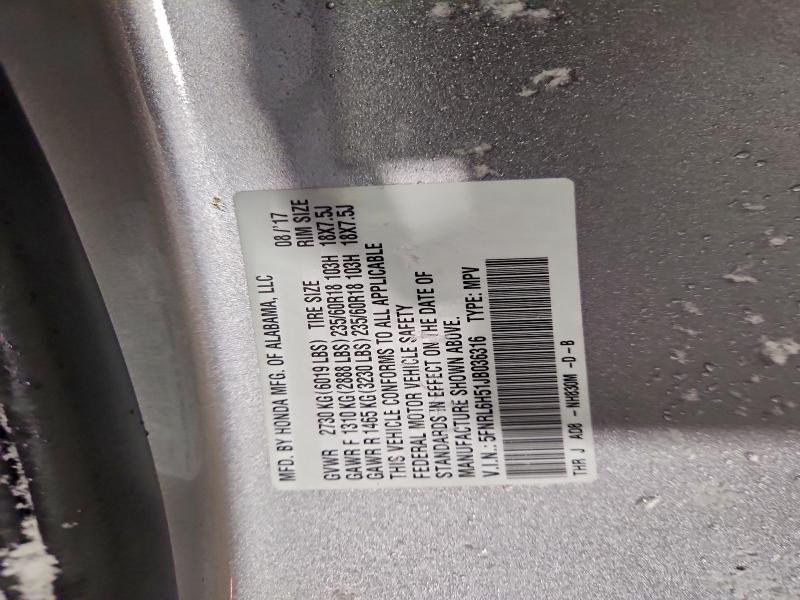 MFD. BY HONDA MFG. OF ALABAMA, LLC 08/'17
GVWR 2730 KG (6019 LBS) TIRE SIZE RIM SIZE
GAWR F 1310 KG (2888 LBS) 235/60R18 103H 18X7.5J
GAWR R 1465 KG (3230 LBS) 235/60R18 103H 18X7.5J
THIS VEHICLE CONFORMS TO ALL APPLICABLE
FEDERAL MOTOR VEHICLE SAFETY
STANDARDS IN EFFECT ON THE DATE OF
MANUFACTURE SHOWN ABOVE.
V.I.N.: 5FNRL6H51JB036316 TYPE: MPV
THR J AD8 -NH830M -D -B